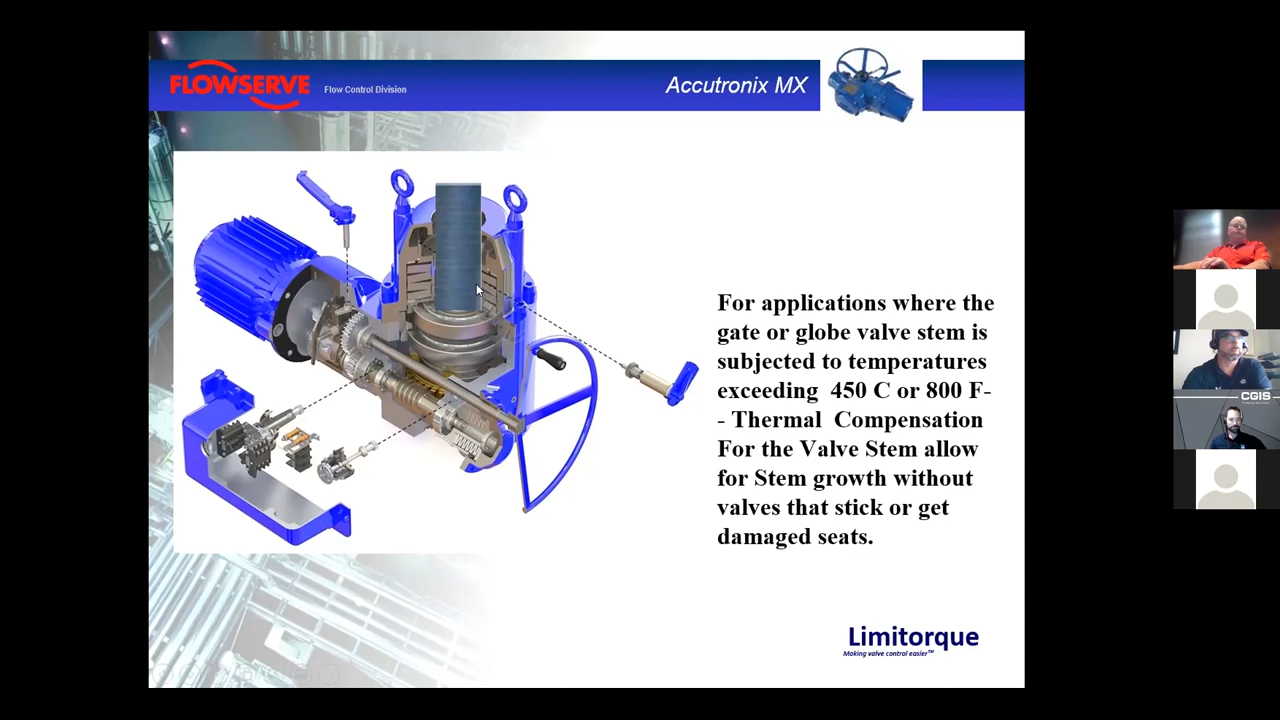 FLOWSERVE
Flow Control Division
Accutronix MX
For applications where the
gate or globe valve stem is
subjected to temperatures
exceeding 450 C or 800 F-
- Thermal Compensation
For the Valve Stem allow
for Stem growth without
valves that stick or get
damaged seats.
CGIS
Limitorque
Making valve control easier™